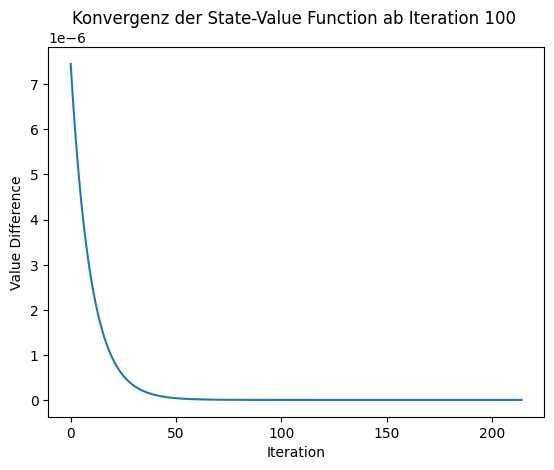 Konvergenz der State-Value Function ab Iteration 100
1e−6
7
6
5
4
3
2
1
0
Value Difference
0 50 100 150 200
Iteration